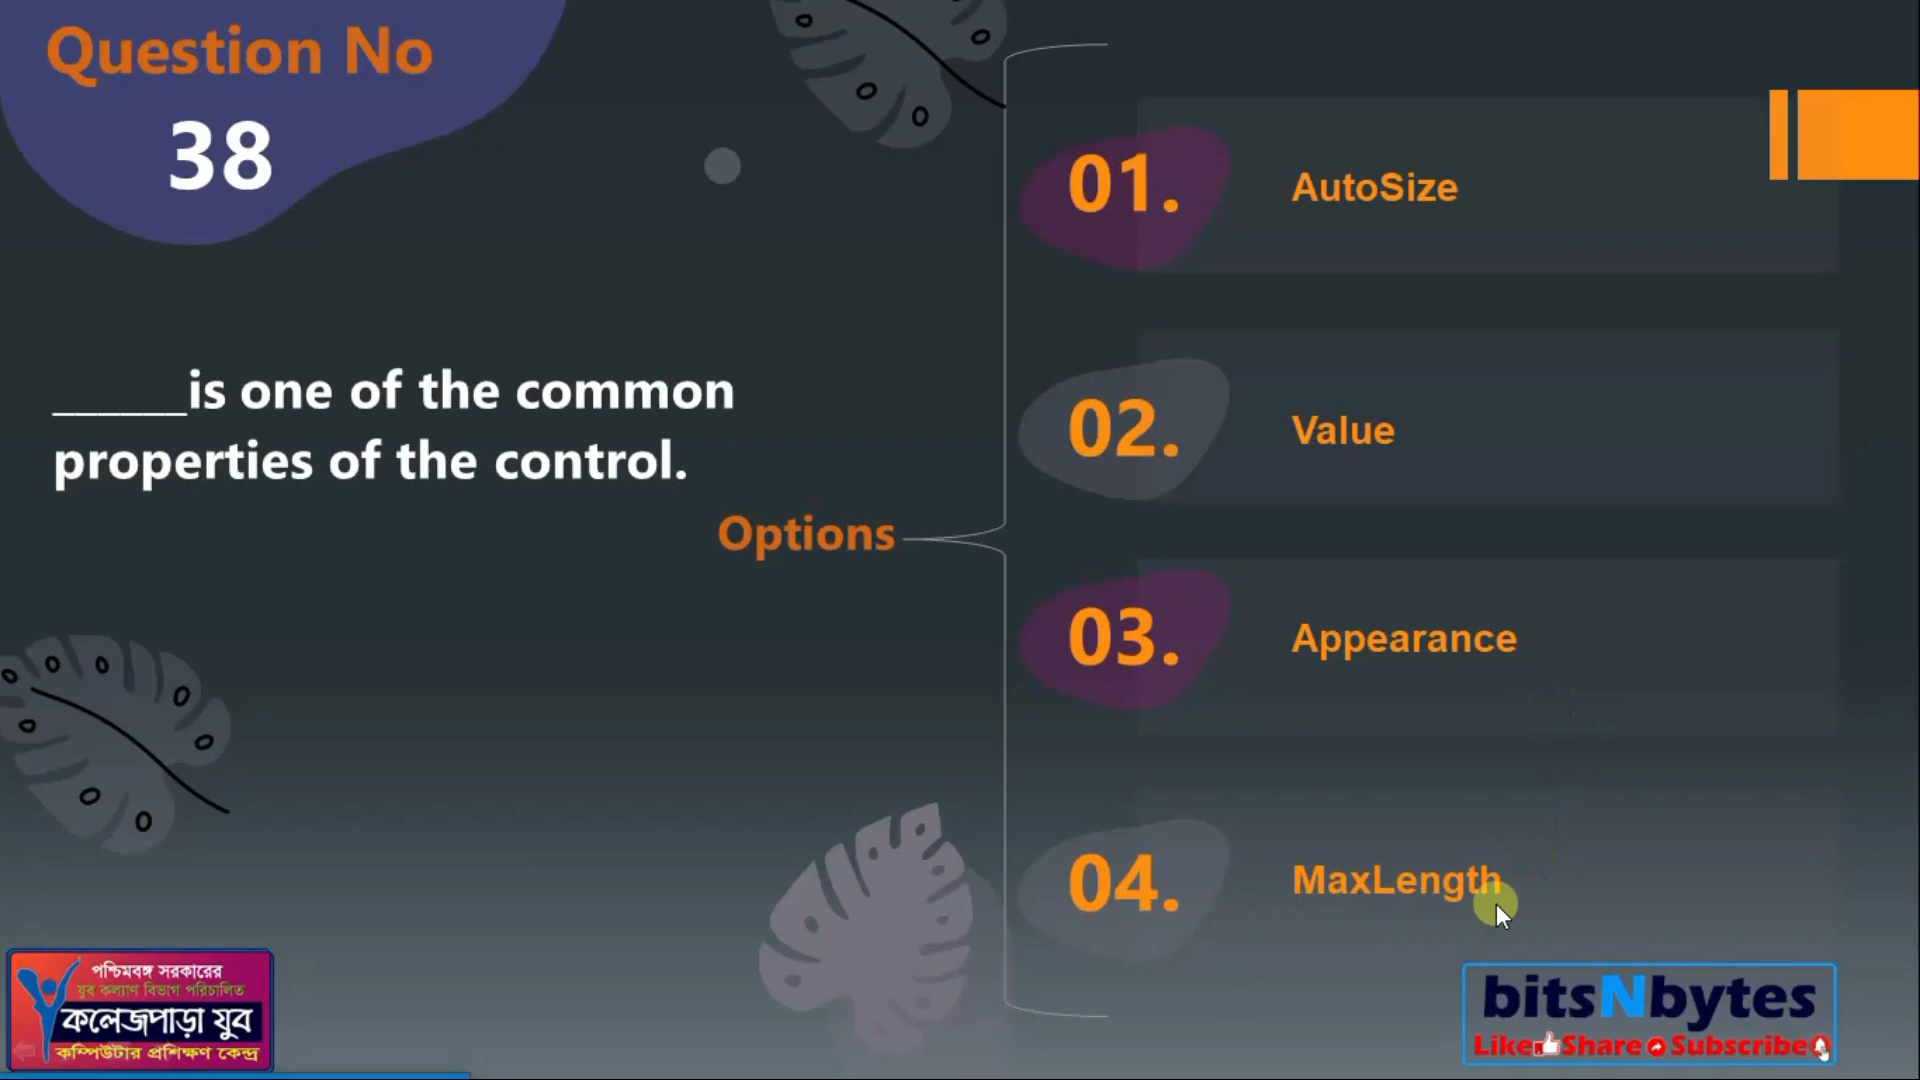 Question No
38
______is one of the common
properties of the control.
Options
01.
AutoSize
02.
Value
03.
Appearance
04.
MaxLength
পশ্চিমবঙ্গ সরকারের
যুব কল্যাণ বিভাগ পরিচালিত
কলেজপাড়া যুব
কম্পিউটার প্রশিক্ষণ কেন্দ্র
bitsNbytes
Like Share Subscribe